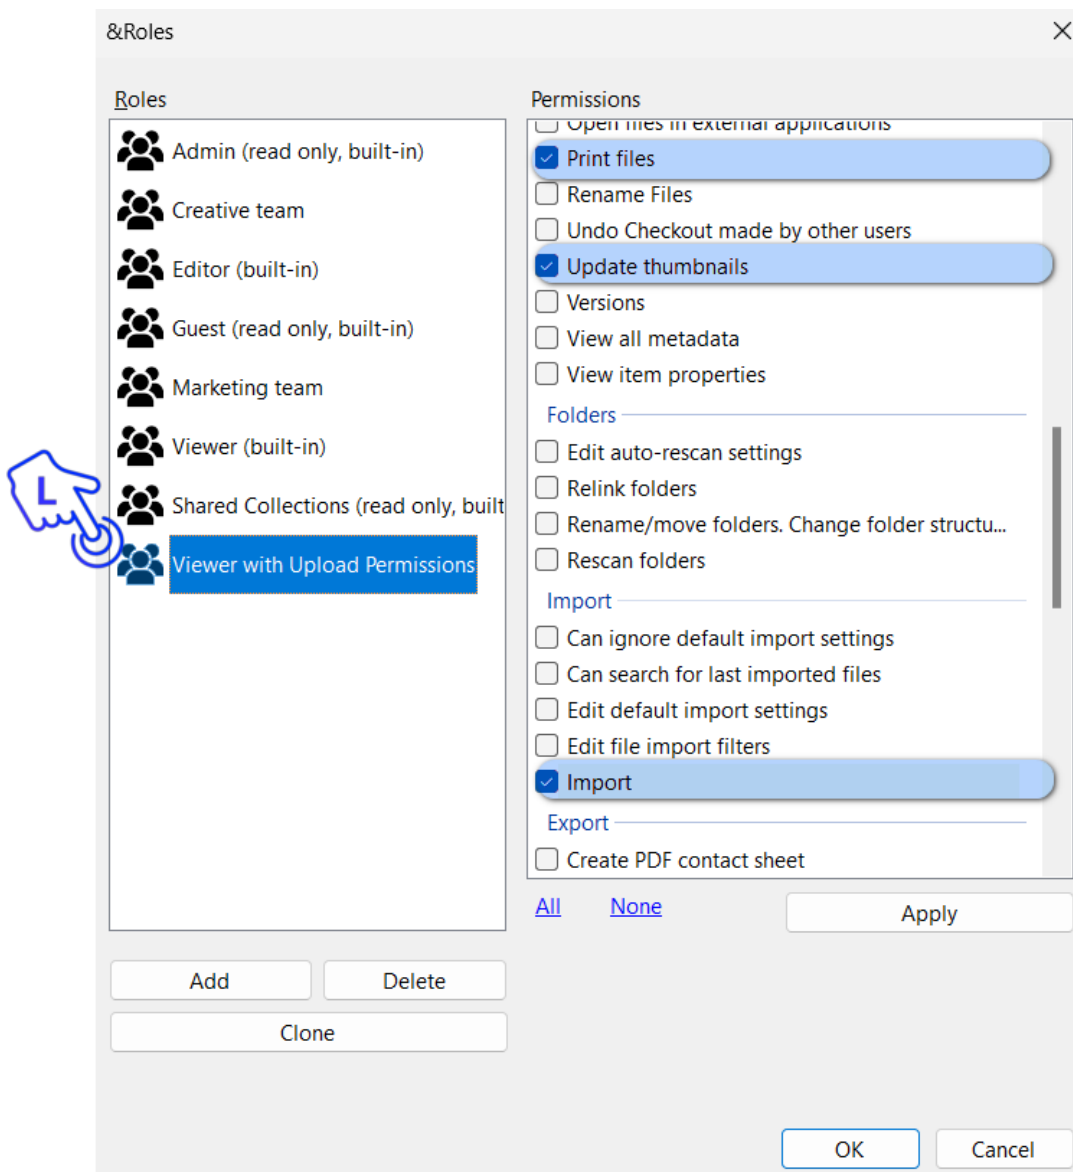 &Roles
Roles
Admin (read only, built-in)
Creative team
Editor (built-in)
Guest (read only, built-in)
Marketing team
Viewer (built-in)
L
Shared Collections (read only, built
Viewer with Upload Permissions
Add
Delete
Clone
Permissions
Open files in external applications
Print files
Rename Files
Undo Checkout made by other users
Update thumbnails
Versions
View all metadata
View item properties
Folders
Edit auto-rescan settings
Relink folders
Rename/move folders. Change folder structu...
Rescan folders
Import
Can ignore default import settings
Can search for last imported files
Edit default import settings
Edit file import filters
Import
Export
Create PDF contact sheet
All
None
Apply
OK
Cancel